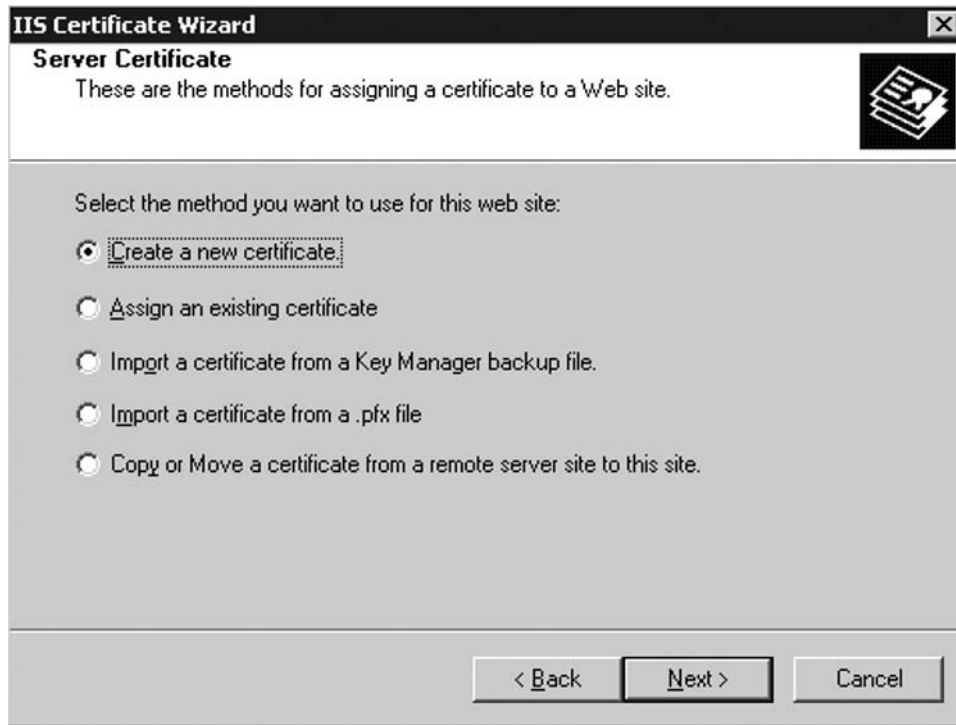 IIS Certificate Wizard
Server Certificate
These are the methods for assigning a certificate to a Web site.
Select the method you want to use for this web site:
Create a new certificate.
Assign an existing certificate
Import a certificate from a Key Manager backup file.
Import a certificate from a .pfx file
Copy or Move a certificate from a remote server site to this site.
< Back Next > Cancel